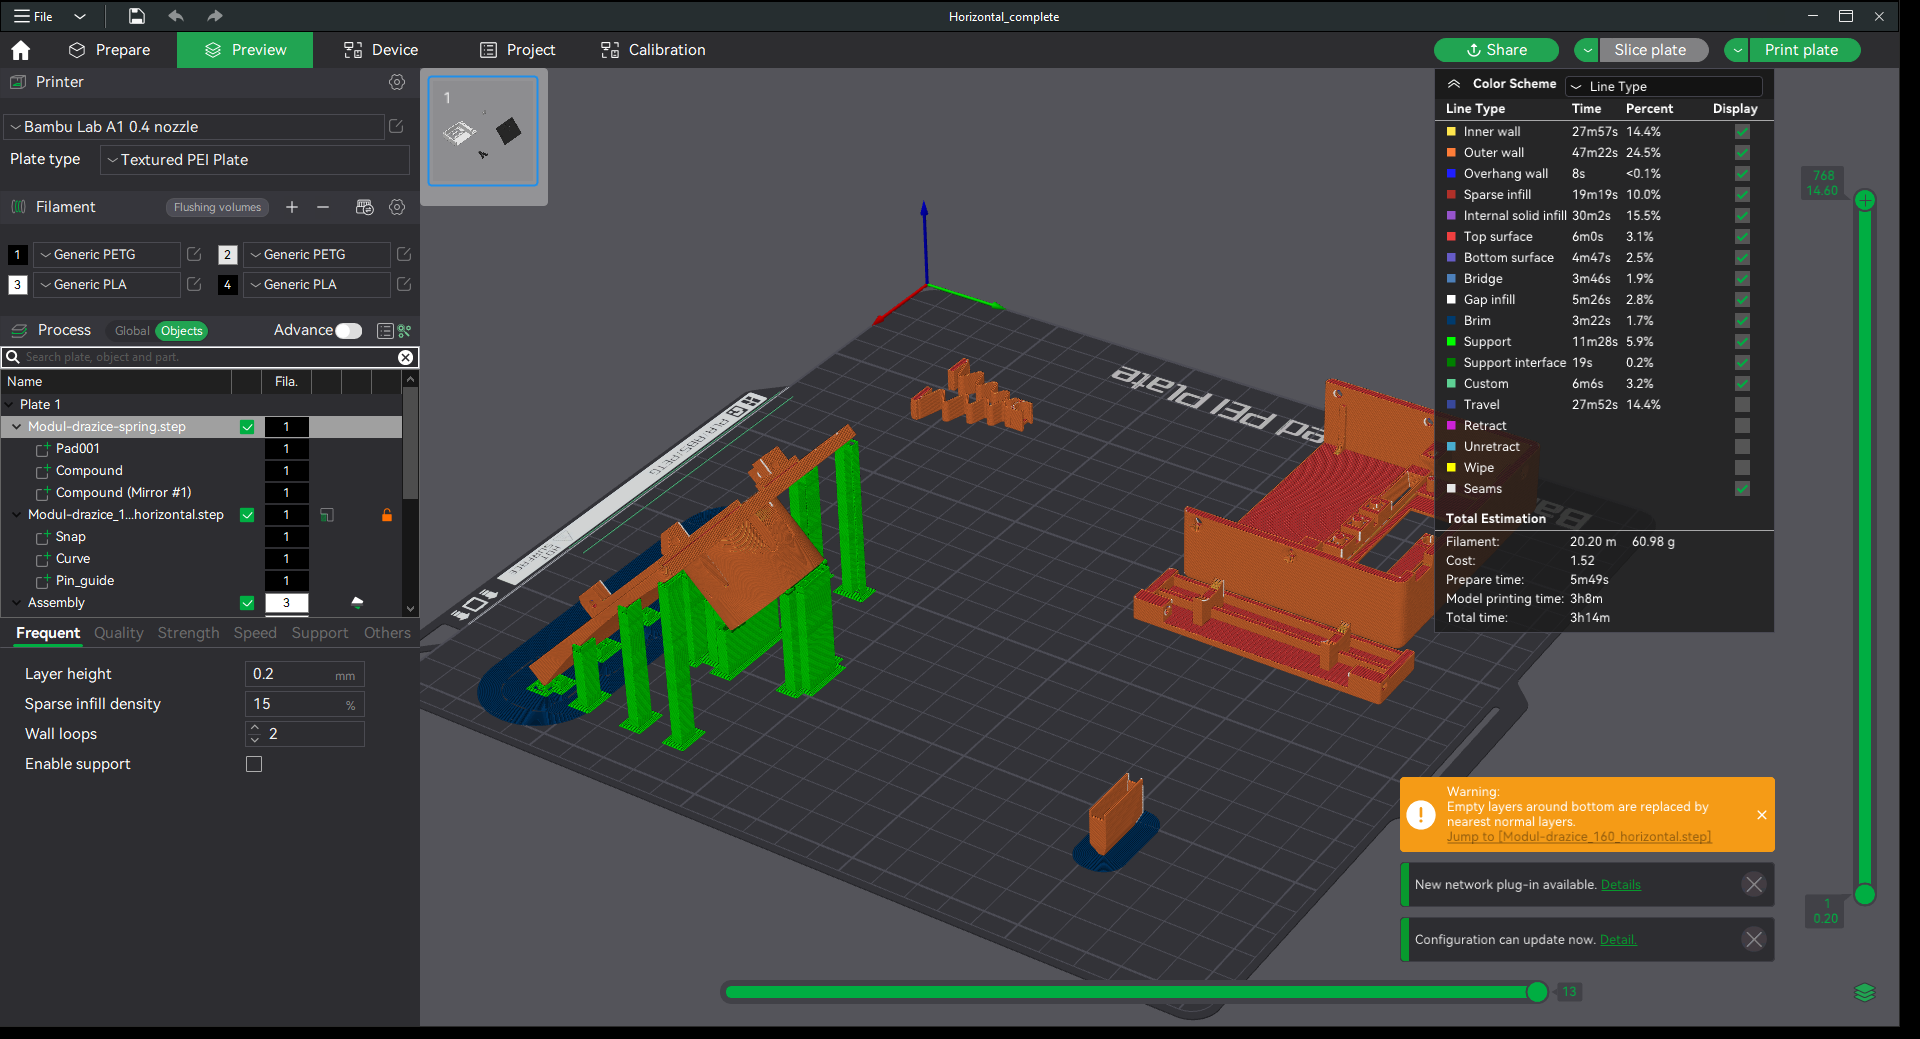 File
Horizontal_complete
Prepare
Preview
Device
Project
Calibration
Share
Slice plate
Print plate
Printer
Bambu Lab A1 0.4 nozzle
Plate type
Textured PEI Plate
Filament
Flushing volumes
1 Generic PETG
2 Generic PETG
3 Generic PLA
4 Generic PLA
Process
Global
Objects
Advance
Search plate, object and part.
Name Fila.
Plate 1
Modul-drazice-spring.step 1
Pad001 1
Compound 1
Compound (Mirror #1) 1
Modul-drazice_1...horizontal.step 1
Snap 1
Curve 1
Pin_guide 1
Assembly 3
Frequent Quality Strength Speed Support Others
Layer height 0.2 mm
Sparse infill density 15 %
Wall loops 2
Enable support
1
Color Scheme Line Type
Line Type Time Percent Display
Inner wall 27m57s 14.4%
Outer wall 47m22s 24.5%
Overhang wall 8s <0.1%
Sparse infill 19m19s 10.0%
Internal solid infill 30m2s 15.5%
Top surface 6m0s 3.1%
Bottom surface 4m47s 2.5%
Bridge 3m46s 1.9%
Gap infill 5m26s 2.8%
Brim 3m22s 1.7%
Support 11m28s 5.9%
Support interface 19s 0.2%
Custom 6m6s 3.2%
Travel 27m52s 14.4%
Retract
Unretract
Wipe
Seams
Total Estimation
Filament: 20.20 m 60.98 g
Cost: 1.52
Prepare time: 5m49s
Model printing time: 3h8m
Total time: 3h14m
768
14.60
1
0.20
ed PEI Plate
Ba
Warning:
Empty layers around bottom are replaced by
nearest normal layers.
Jump to [Modul-drazice_160_horizontal.step]
New network plug-in available. Details
Configuration can update now. Detail.
13